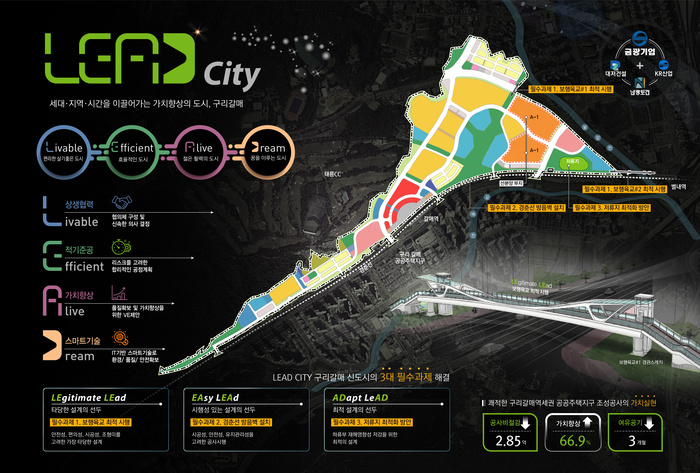 LEAD City
세대·지역·시간을 이끌어가는 가치향상의 도시, 구리갈매
Livable
편리한 살기좋은 도시
Efficient
효율적인 도시
Alive
젊은 활력의 도시
Dream
꿈을 이루는 도시
Livable
상생협력
협의체 구성 및
신속한 의사 결정
Efficient
적기준공
리스크를 고려한
합리적인 공정계획
Alive
가치향상
품질확보 및 가치향상을
위한 VE제안
Dream
스마트기술
IT기반 스마트기술로
환경/ 품질/ 안전확보
금광기업
대저건설
+
KR산업
남동토건
필수과제 1. 보행육교#1 최적 시행
A-1
A-1
저류지
신분당 부지
필수과제 1. 보행육교#2 최적 시행
별내역
필수과제 2. 경춘선 방음벽 설치
필수과제 3. 저류지 최적화 방안
태릉CC
갈매역
구리 갈매
공공주택지구
경춘선
LEgitimate LEad
보행육교 최적 시행
보행육교#1 경관스케치
LEAD CITY 구리갈매 신도시의 3대 필수과제 해결
LEgitimate LEad
타당한 설계의 선두
필수과제 1. 보행육교 최적 시행
안전성, 편의성, 시공성, 조형미를
고려한 가장 타당한 설계
EAsy LEAd
시행성 있는 설계의 선두
필수과제 2. 경춘선 방음벽 설치
시공성, 안전성, 유지관리성을
고려한 공사시행
ADapt LeAD
최적 설계의 선두
필수과제 3. 저류지 최적화 방안
하류부 재해영향성 저감을 위한
최적의 설계
쾌적한 구리갈매역세권 공공주택지구 조성공사의 가치실현
공사비절감
2.85억
가치향상
66.9%
여유공기
3개월